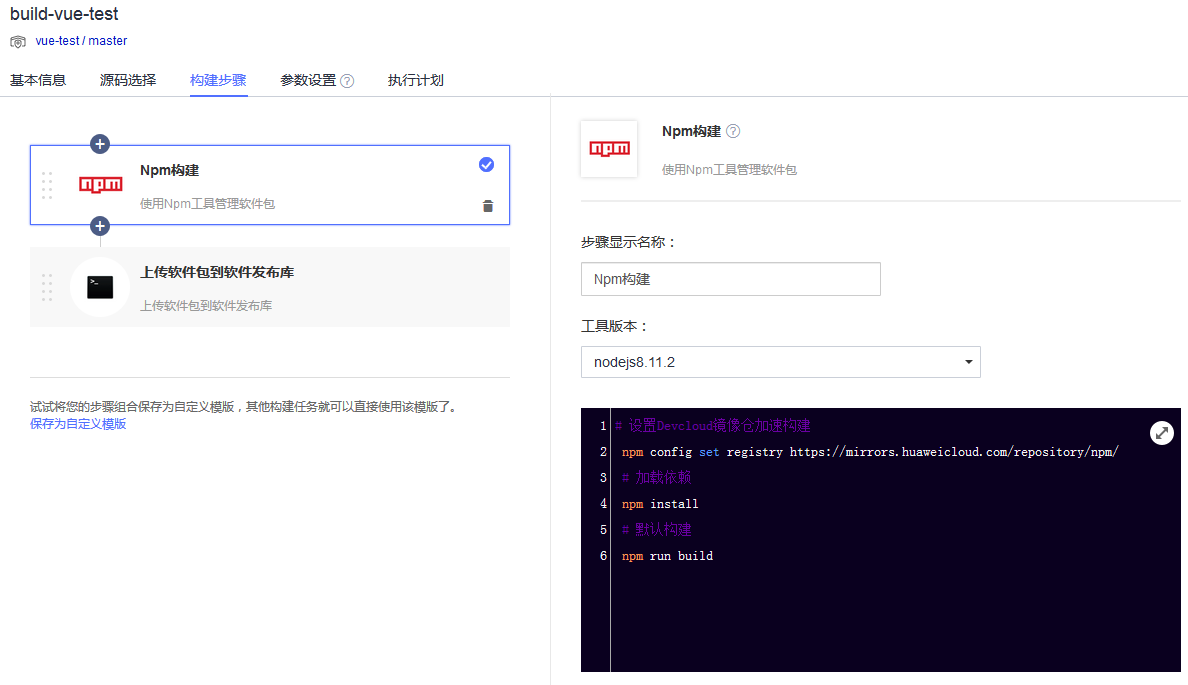 build-vue-test
vue-test / master
基本信息 源码选择 构建步骤 参数设置 ? 执行计划
npm
Npm构建
使用Npm工具管理软件包
>_
上传软件包到软件发布库
上传软件包到软件发布库
试试将您的步骤组合保存为自定义模版，其他构建任务就可以直接使用该模版了。
保存为自定义模版
npm
Npm构建 ?
使用Npm工具管理软件包
步骤显示名称：
Npm构建
工具版本：
nodejs8.11.2
1 # 设置Devcloud镜像仓加速构建
2 npm config set registry https://mirrors.huaweicloud.com/repository/npm/
3 # 加载依赖
4 npm install
5 # 默认构建
6 npm run build